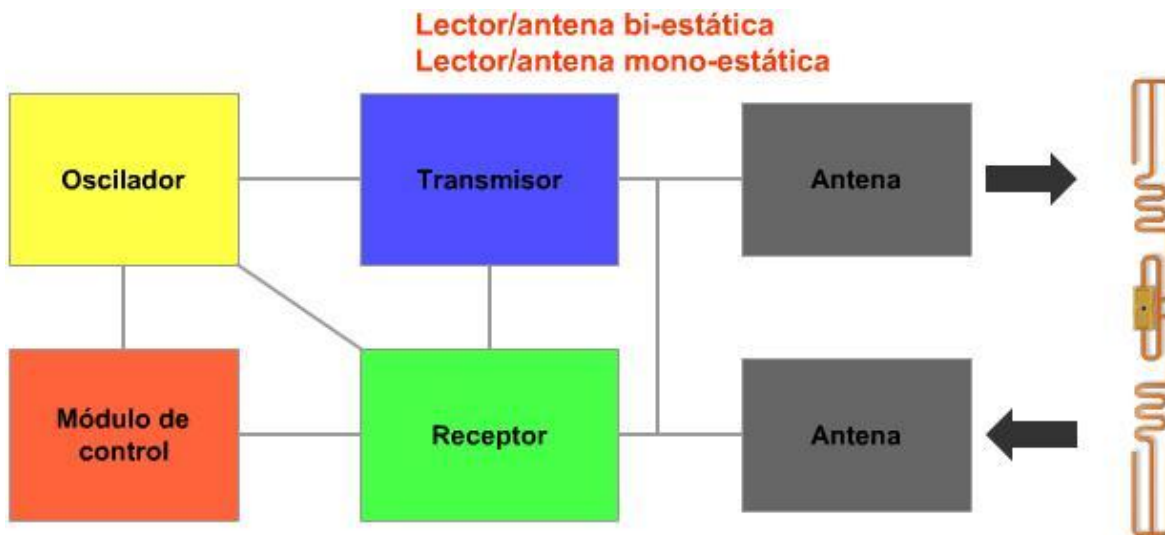 Lector/antena bi-estática
Lector/antena mono-estática
Oscilador
Transmisor
Antena
Módulo de
control
Receptor
Antena